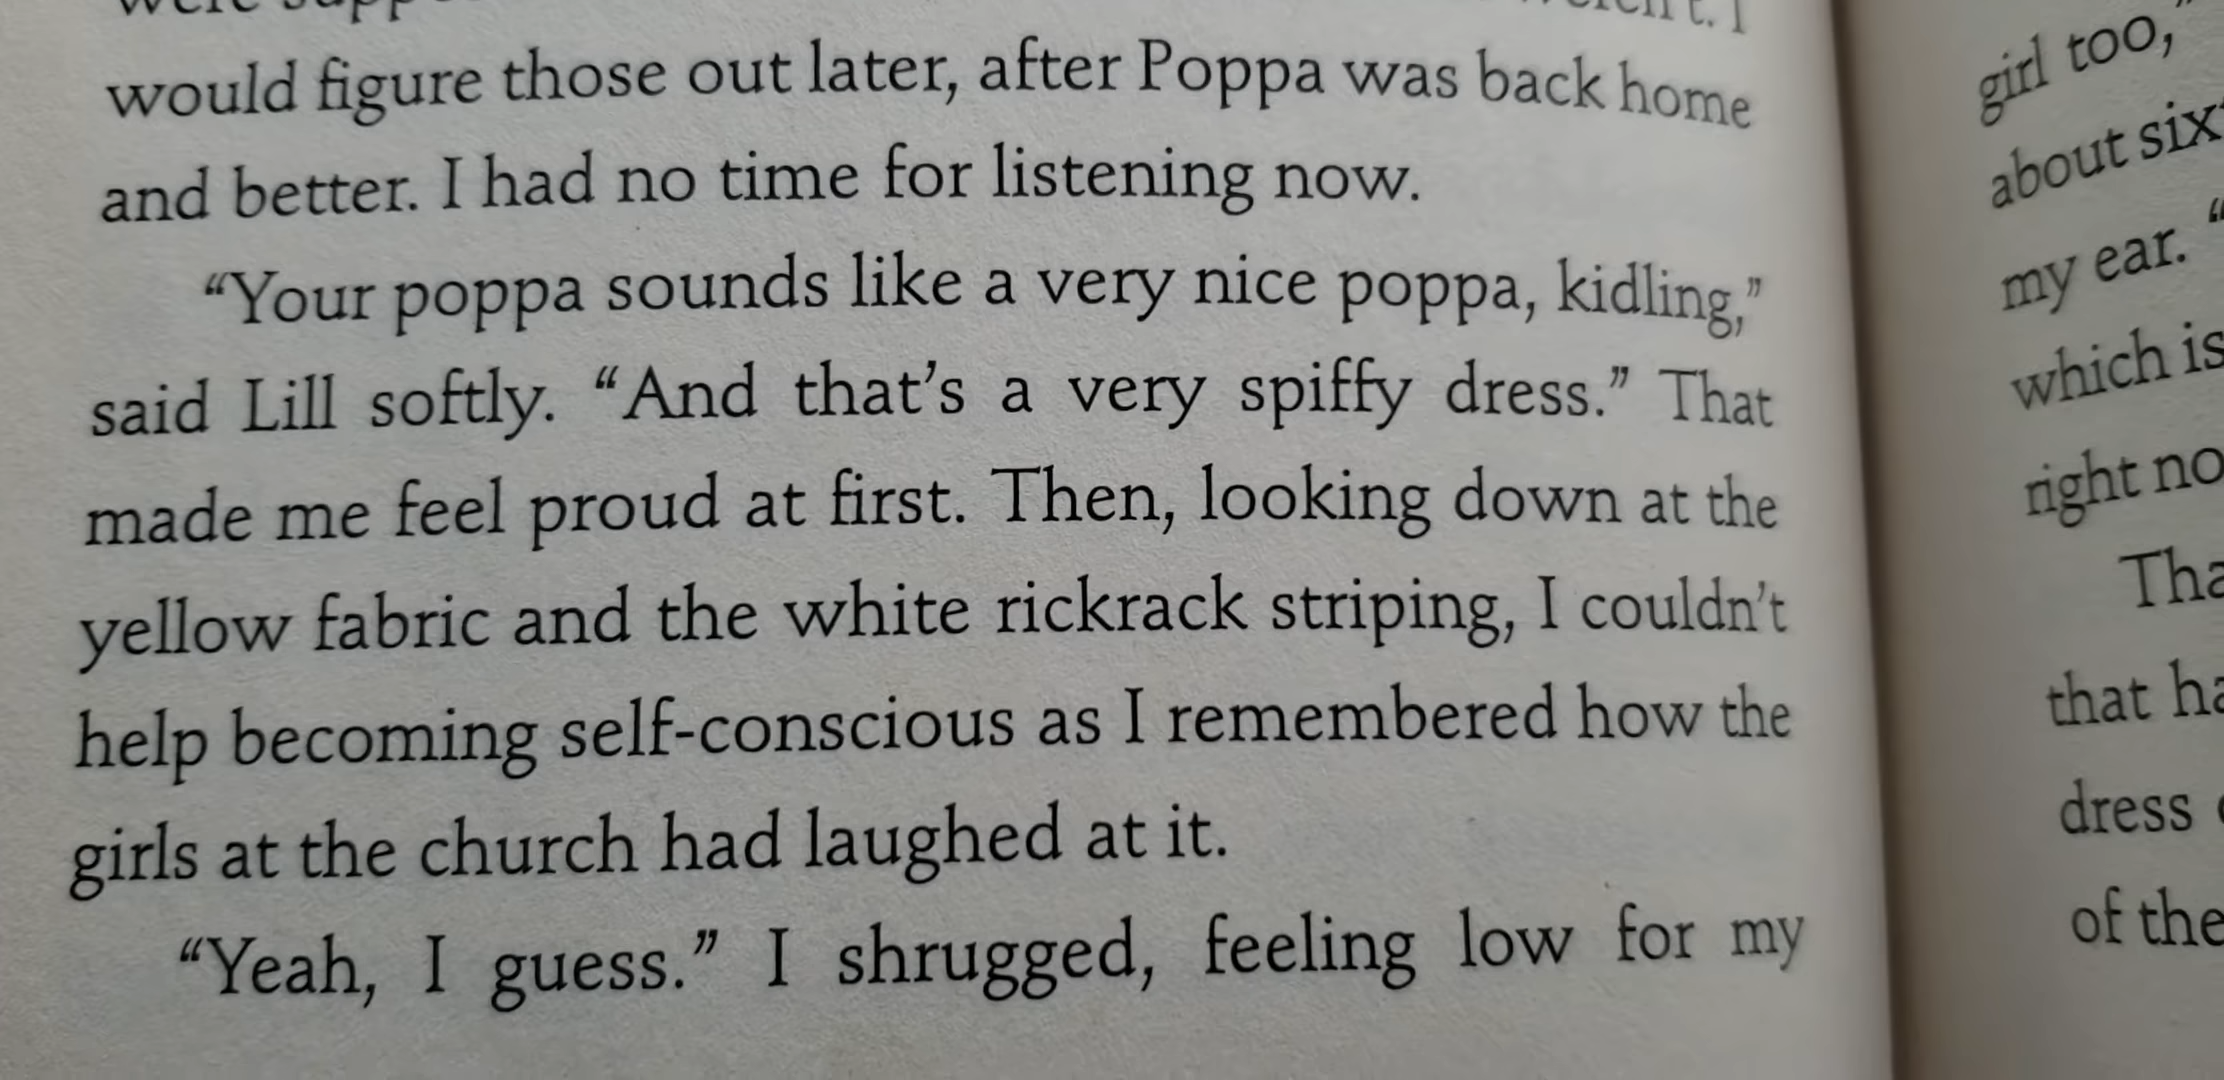 would figure those out later, after Poppa was back home
and better. I had no time for listening now.
“Your poppa sounds like a very nice poppa, kidling,”
said Lill softly. “And that’s a very spiffy dress.” That
made me feel proud at first. Then, looking down at the
yellow fabric and the white rickrack striping, I couldn’t
help becoming self-conscious as I remembered how the
girls at the church had laughed at it.
“Yeah, I guess.” I shrugged, feeling low for my
girl too,”
about
my ear. “
which is
right
that
dress
of the